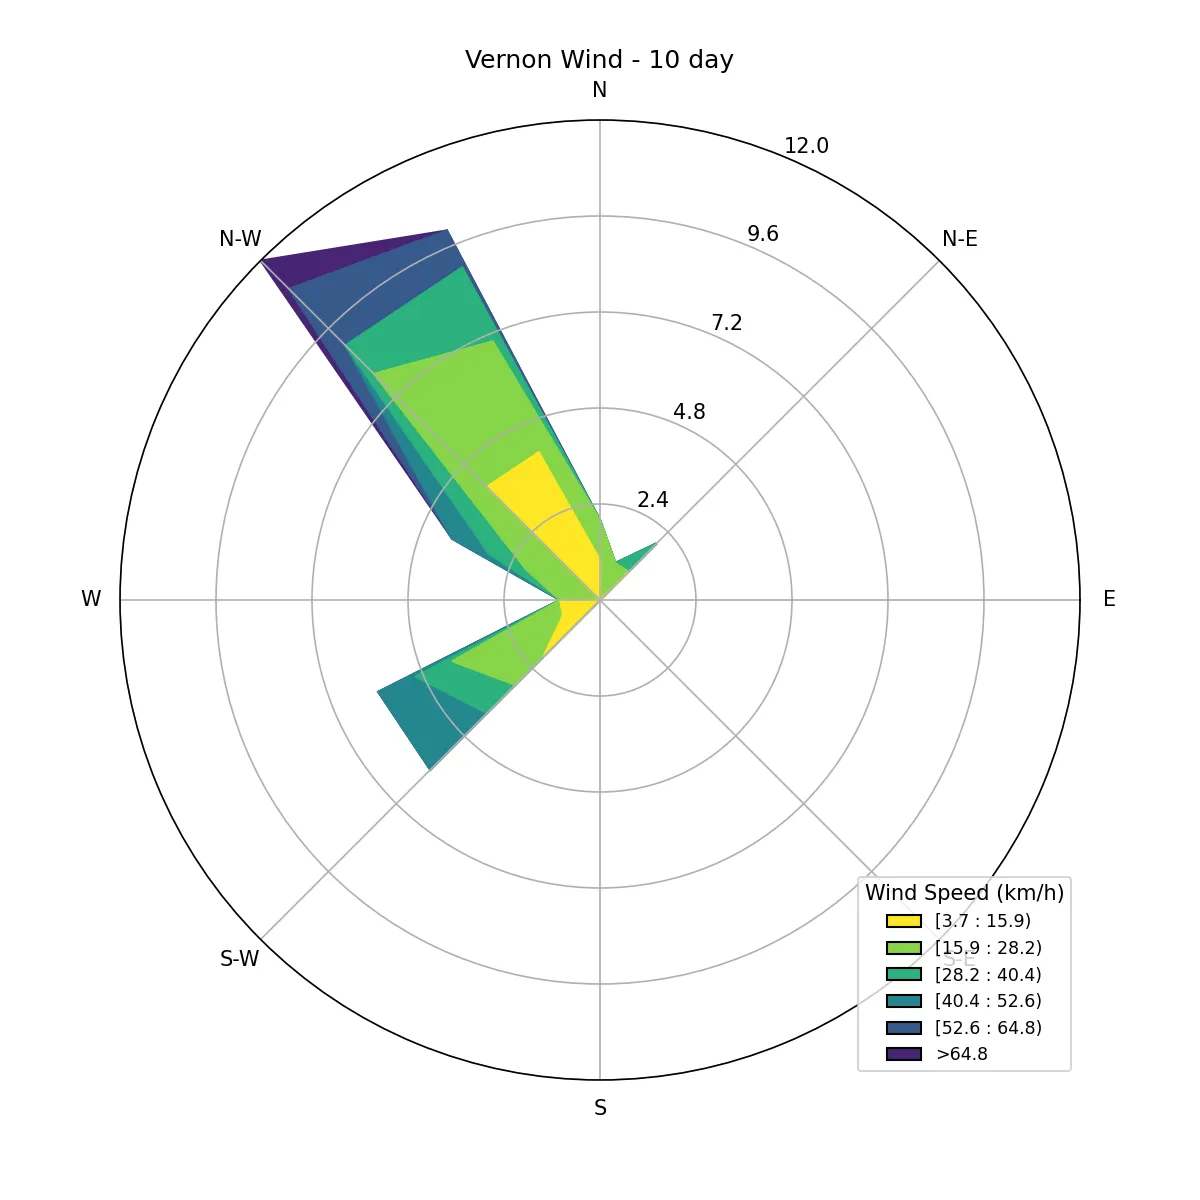 Vernon Wind - 10 day
N
12.0
N-W
9.6
N-E
7.2
4.8
2.4
W
E
S-W
S-E
S
Wind Speed (km/h)
[3.7 : 15.9)
[15.9 : 28.2)
[28.2 : 40.4)
[40.4 : 52.6)
[52.6 : 64.8)
>64.8